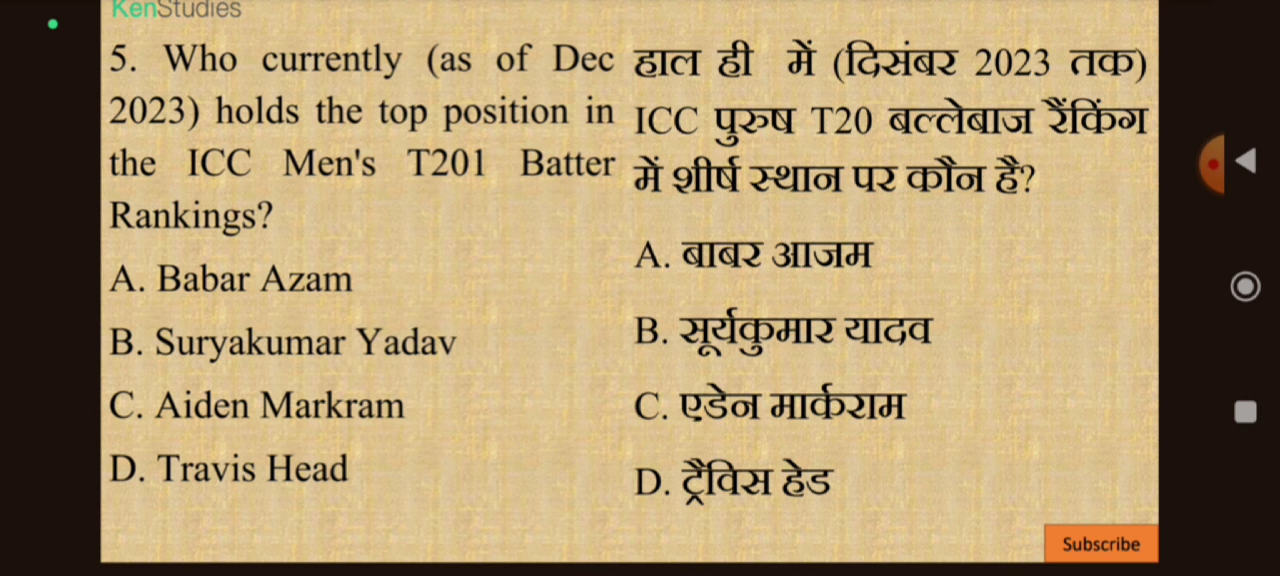 KenStudies
5. Who currently (as of Dec
2023) holds the top position in
the ICC Men's T201 Batter
Rankings?
A. Babar Azam
B. Suryakumar Yadav
C. Aiden Markram
D. Travis Head
हाल ही में (दिसंबर 2023 तक)
ICC पुरुष T20 बल्लेबाज रैंकिंग
में शीर्ष स्थान पर कौन है?
A. बाबर आजम
B. सूर्यकुमार यादव
C. एडेन मार्कराम
D. ट्रैविस हेड
Subscribe